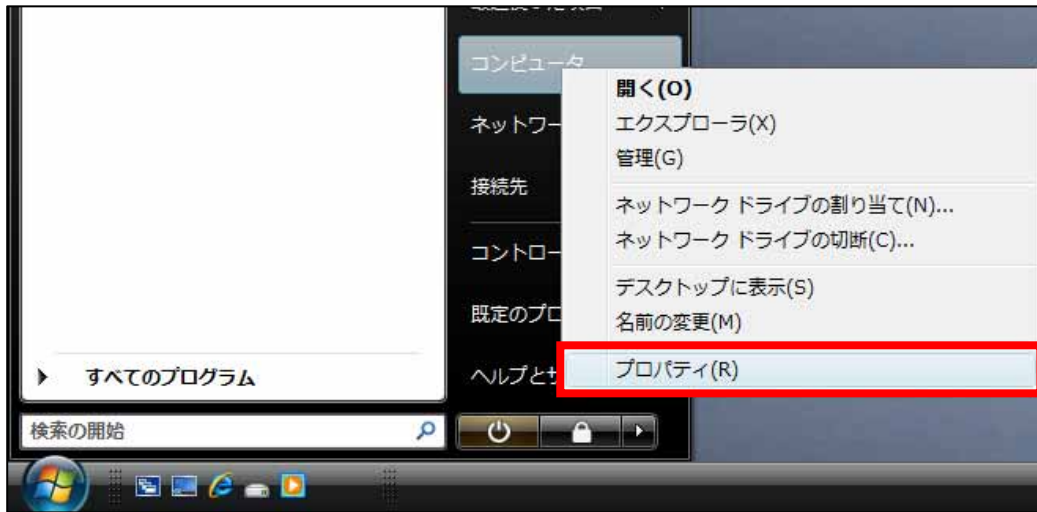 コンピュータ
ネットワー
接続先
コントロー
既定のプロ
ヘルプとサ
開く(O)
エクスプローラ(X)
管理(G)
ネットワーク ドライブの割り当て(N)...
ネットワーク ドライブの切断(C)...
デスクトップに表示(S)
名前の変更(M)
プロパティ(R)
すべてのプログラム
検索の開始